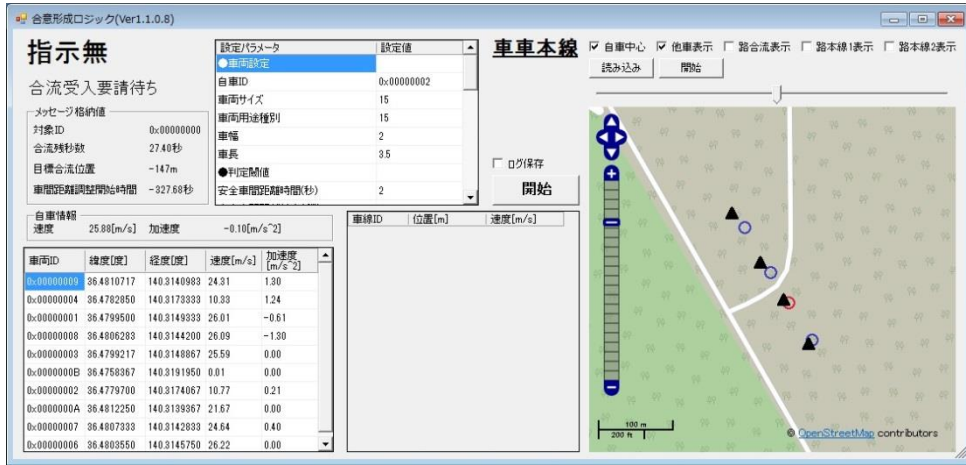 合意形成ロジック(Ver1.1.0.8)
指示無
合流受入要請待ち
メッセージ格納値
対象ID 0x00000000
合流残秒数 27.40秒
目標合流位置 -147m
車間距離調整開始時間 -327.68秒
設定パラメータ 設定値
●車両設定
自車ID 0x00000002
車両サイズ 15
車両用途種別 15
車幅 2
車長 3.5
●判定閾値
安全車間距離時間(秒) 2
車車本線
ログ保存
開始
自車中心 他車表示 路合流表示 路本線1表示 路本線2表示
読み込み 開始
自車情報
速度 25.88[m/s] 加速度 -0.10[m/s^2]
車両ID 緯度[度] 経度[度] 速度[m/s] 加速度[m/s^2]
0x00000009 36.4810717 140.3140983 24.31 1.30
0x00000004 36.4782850 140.3173333 10.33 1.24
0x00000001 36.4799500 140.3149333 26.01 -0.61
0x00000008 36.4806283 140.3144200 26.09 -1.30
0x00000003 36.4799217 140.3148867 25.59 0.00
0x0000000B 36.4758367 140.3191950 0.01 0.00
0x00000002 36.4779700 140.3174067 10.77 0.21
0x0000000A 36.4812250 140.3139367 21.67 0.00
0x00000007 36.4807333 140.3142833 24.64 0.40
0x00000006 36.4803550 140.3145750 26.22 0.00
車線ID 位置[m] 速度[m/s]
100 m
200 ft
© OpenStreetMap contributors